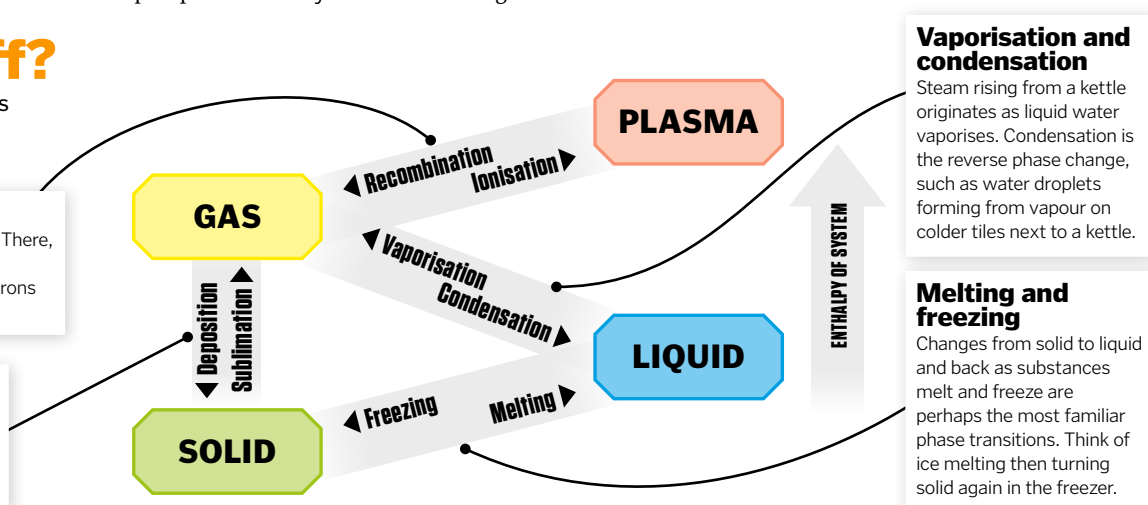 ff?
s
There,
rons
PLASMA
◀ Recombination
Ionisation ▶
GAS
◀ Vaporisation
Condensation ▶
◀ Deposition
Sublimation ▶
LIQUID
◀ Freezing
Melting ▶
SOLID
ENTHALPY OF SYSTEM
Vaporisation and
condensation
Steam rising from a kettle
originates as liquid water
vaporises. Condensation is
the reverse phase change,
such as water droplets
forming from vapour on
colder tiles next to a kettle.
Melting and
freezing
Changes from solid to liquid
and back as substances
melt and freeze are
perhaps the most familiar
phase transitions. Think of
ice melting then turning
solid again in the freezer.